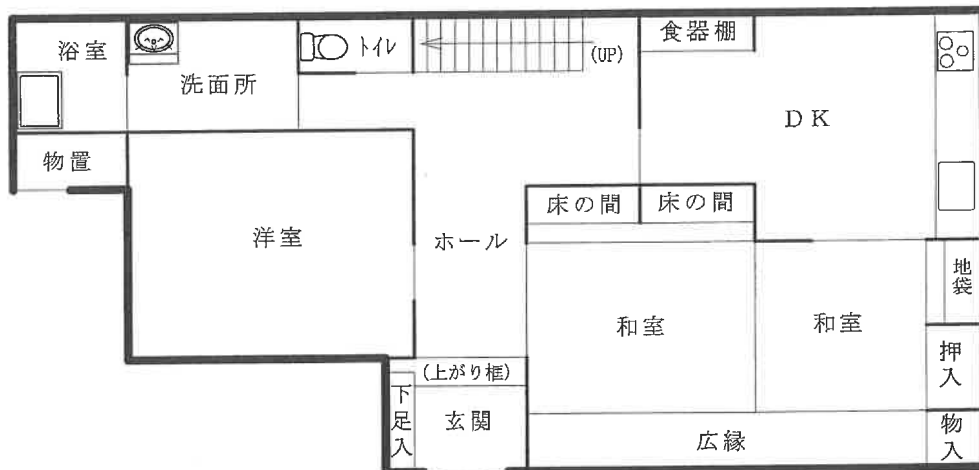 浴室
洗面所
トイレ
(UP)
食器棚
DK
物置
洋室
ホール
床の間
床の間
和室
和室
地袋
押入
(上がり框)
下足入
玄関
広縁
物入